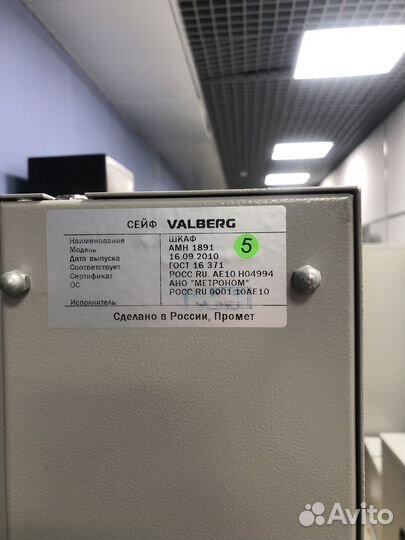 СЕЙФ VALBERG
Наименование ШКАФ
Модель AMH 1891
Дата выпуска 16.09.2010
Соответствует ГОСТ 16 371
Сертификат РОСС RU. АЕ10.Н04994
ОС АНО "МЕТРОНОМ"
РОСС RU.0001.10АЕ10
Исполнитель
5
Сделано в России, Промет
Avito